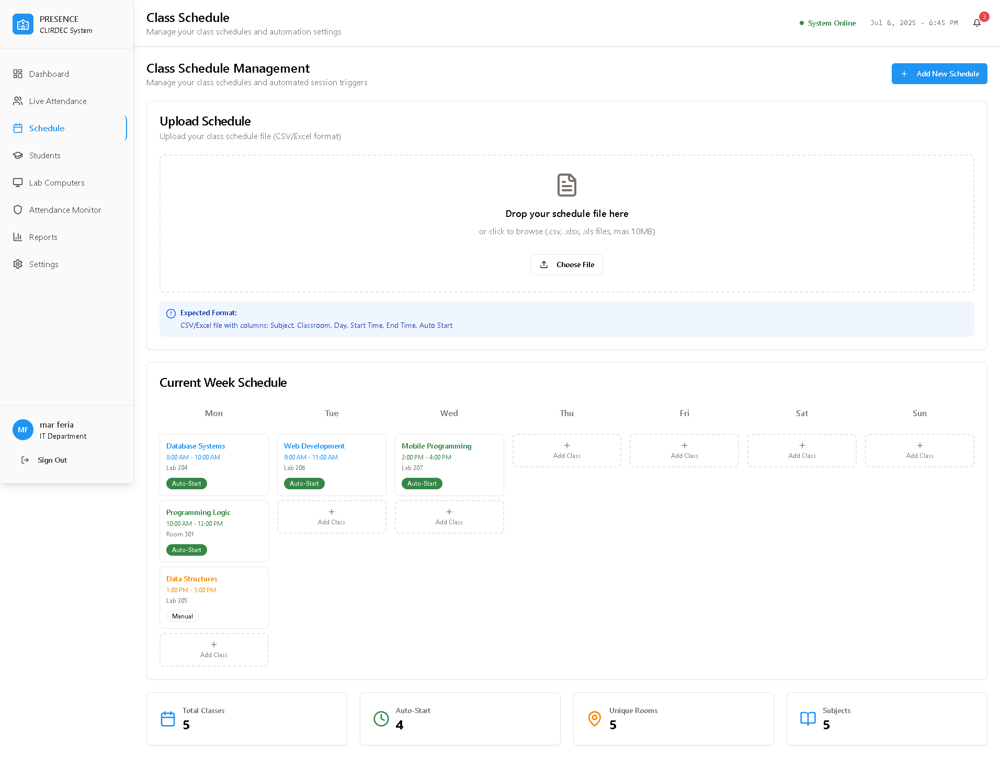 PRESENCE
CLIRDEC System
Dashboard
Live Attendance
Schedule
Students
Lab Computers
Attendance Monitor
Reports
Settings
MF
mar feria
IT Department
Sign Out
Class Schedule
Manage your class schedules and automation settings
System Online
Jul 6, 2025 - 6:45 PM
3
Class Schedule Management
Manage your class schedules and automated session triggers
Add New Schedule
Upload Schedule
Upload your class schedule file (CSV/Excel format)
Drop your schedule file here
or click to browse (.csv, .xlsx, .xls files, max 10MB)
Choose File
Expected Format:
CSV/Excel file with columns: Subject, Classroom, Day, Start Time, End Time, Auto Start
Current Week Schedule
Mon
Database Systems
8:00 AM - 10:00 AM
Lab 204
Auto-Start
Programming Logic
10:00 AM - 12:00 PM
Room 301
Auto-Start
Data Structures
1:00 PM - 3:00 PM
Lab 205
Manual
Add Class
Tue
Web Development
9:00 AM - 11:00 AM
Lab 206
Auto-Start
Add Class
Wed
Mobile Programming
2:00 PM - 4:00 PM
Lab 207
Auto-Start
Add Class
Thu
Add Class
Fri
Add Class
Sat
Add Class
Sun
Add Class
Total Classes
5
Auto-Start
4
Unique Rooms
5
Subjects
5